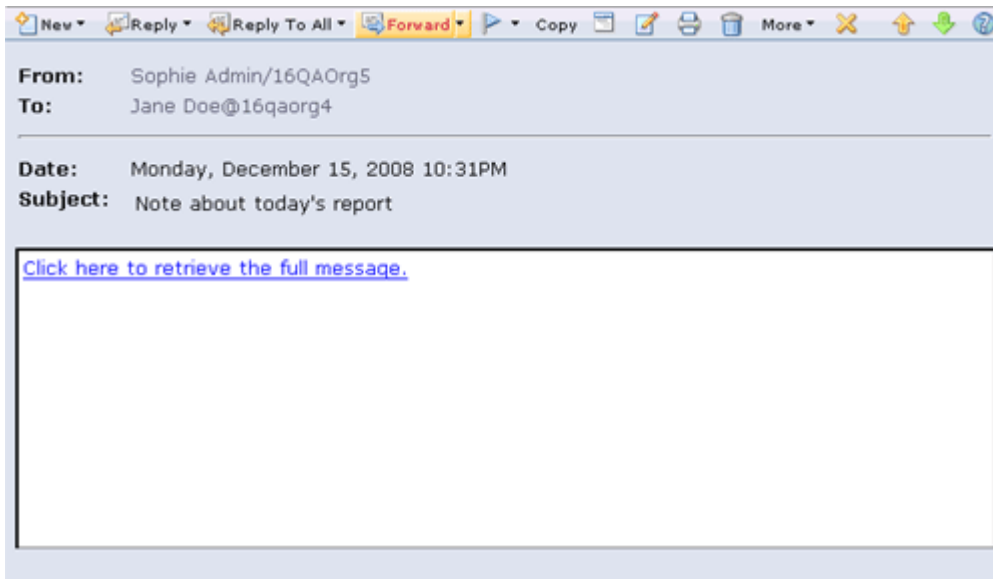 New Reply Reply To All Forward Copy More
From: Sophie Admin/16QAOrg5
To: Jane Doe@16qaorg4
Date: Monday, December 15, 2008 10:31PM
Subject: Note about today's report
Click here to retrieve the full message.